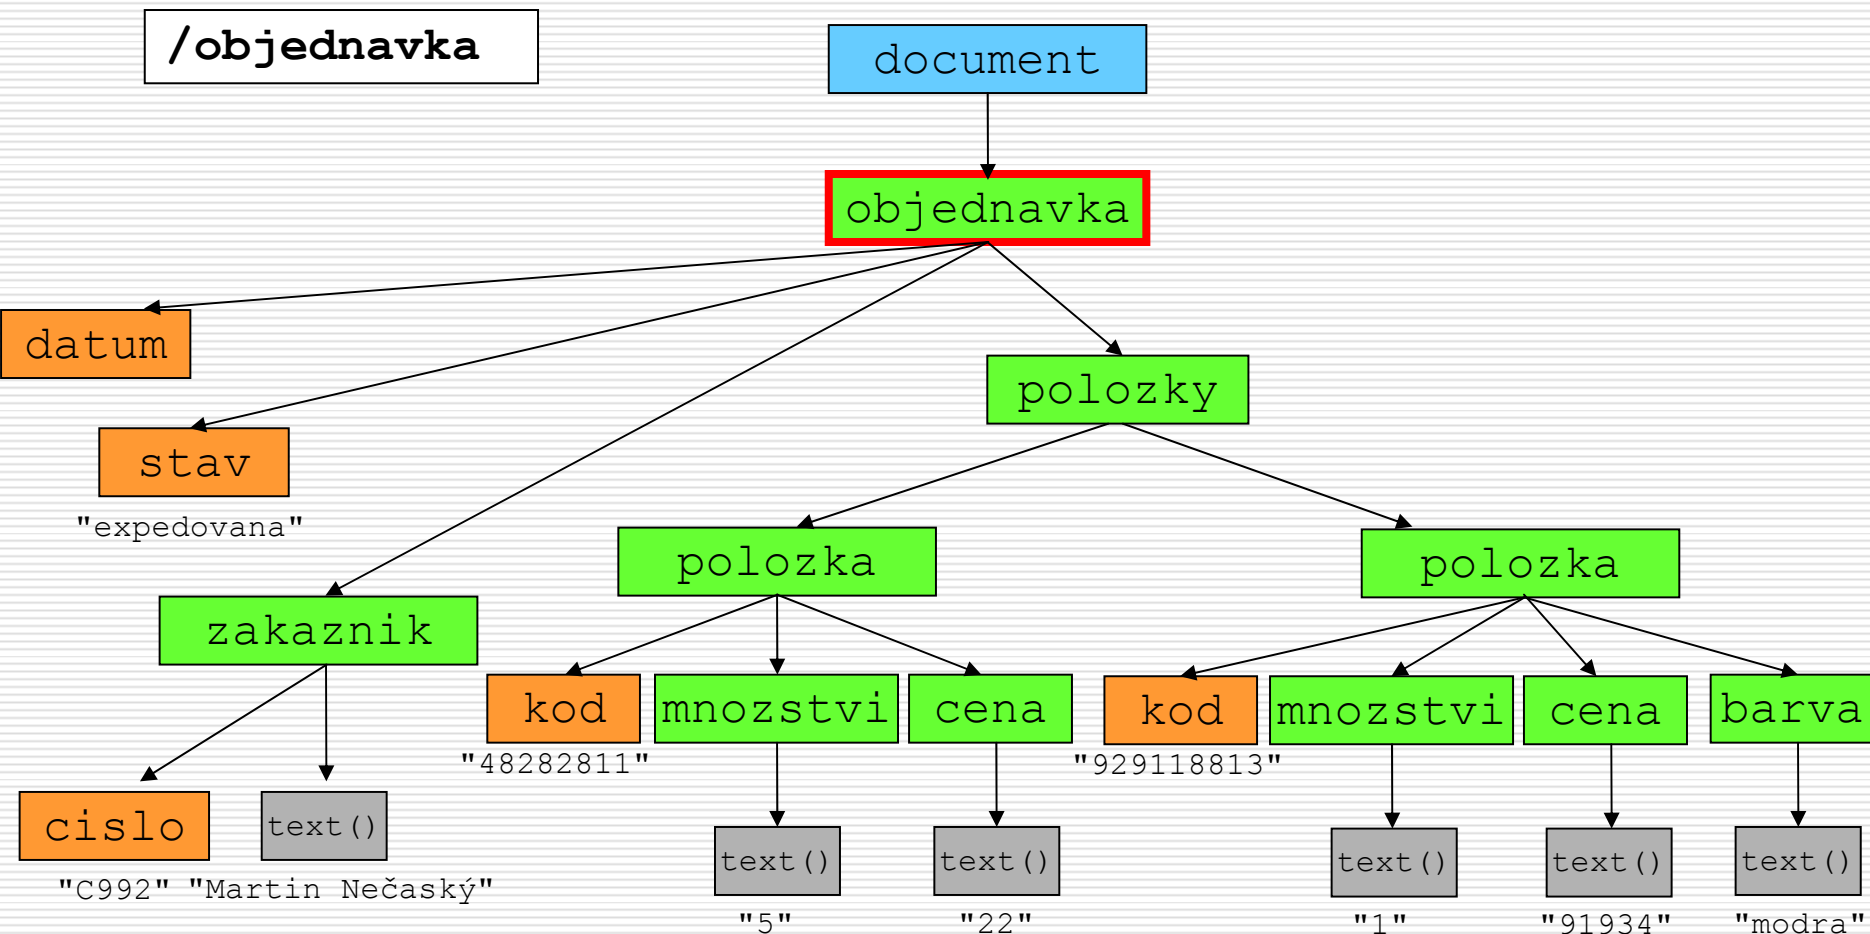 /objednavka
document
objednavka
datum
polozky
stav
"expedovana"
polozka
polozka
zakaznik
kod
mnozstvi
cena
kod
mnozstvi
cena
barva
"48282811"
"929118813"
cislo
text()
text()
text()
text()
text()
text()
"C992" "Martin Nečaský"
"5"
"22"
"1"
"91934"
"modra"